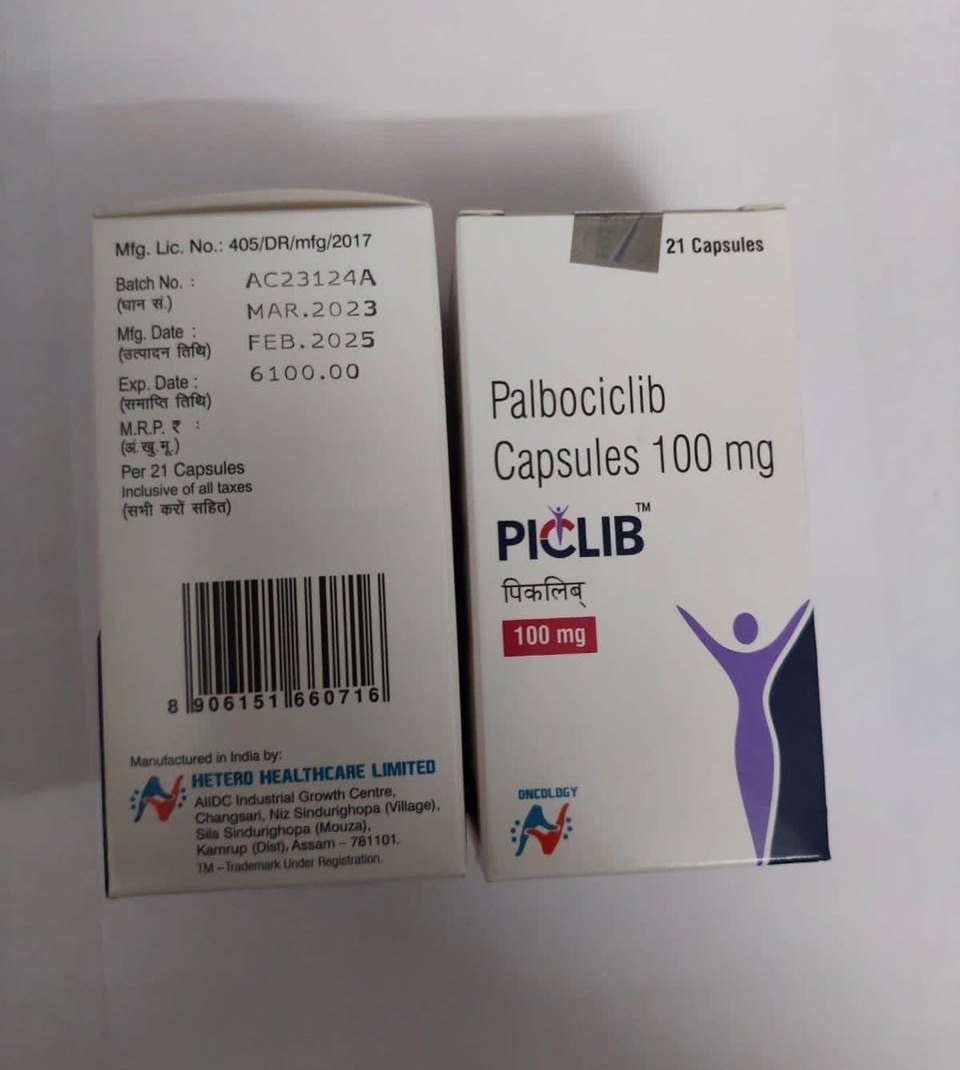 Mfg. Lic. No.: 405/DR/mfg/2017
Batch No. : AC23124A
(घान सं.)
MAR.2023
Mfg. Date :
(उत्पादन तिथि)
FEB.2025
Exp. Date : 6100.00
(समाप्ति तिथि)
M.R.P. ₹ :
(अ.खु.मू.)
Per 21 Capsules
Inclusive of all taxes
(सभी करों सहित)
8 906151 660716
Manufactured in India by:
HETERO HEALTHCARE LIMITED
AIIDC Industrial Growth Centre,
Changsari, Niz Sindurighopa (Village),
Sila Sindurighopa (Mouza),
Kamrup (Dist), Assam – 781101.
TM – Trademark Under Registration.
21 Capsules
Palbociclib
Capsules 100 mg
PICLIB™
पिकलिब्
100 mg
ONCOLOGY